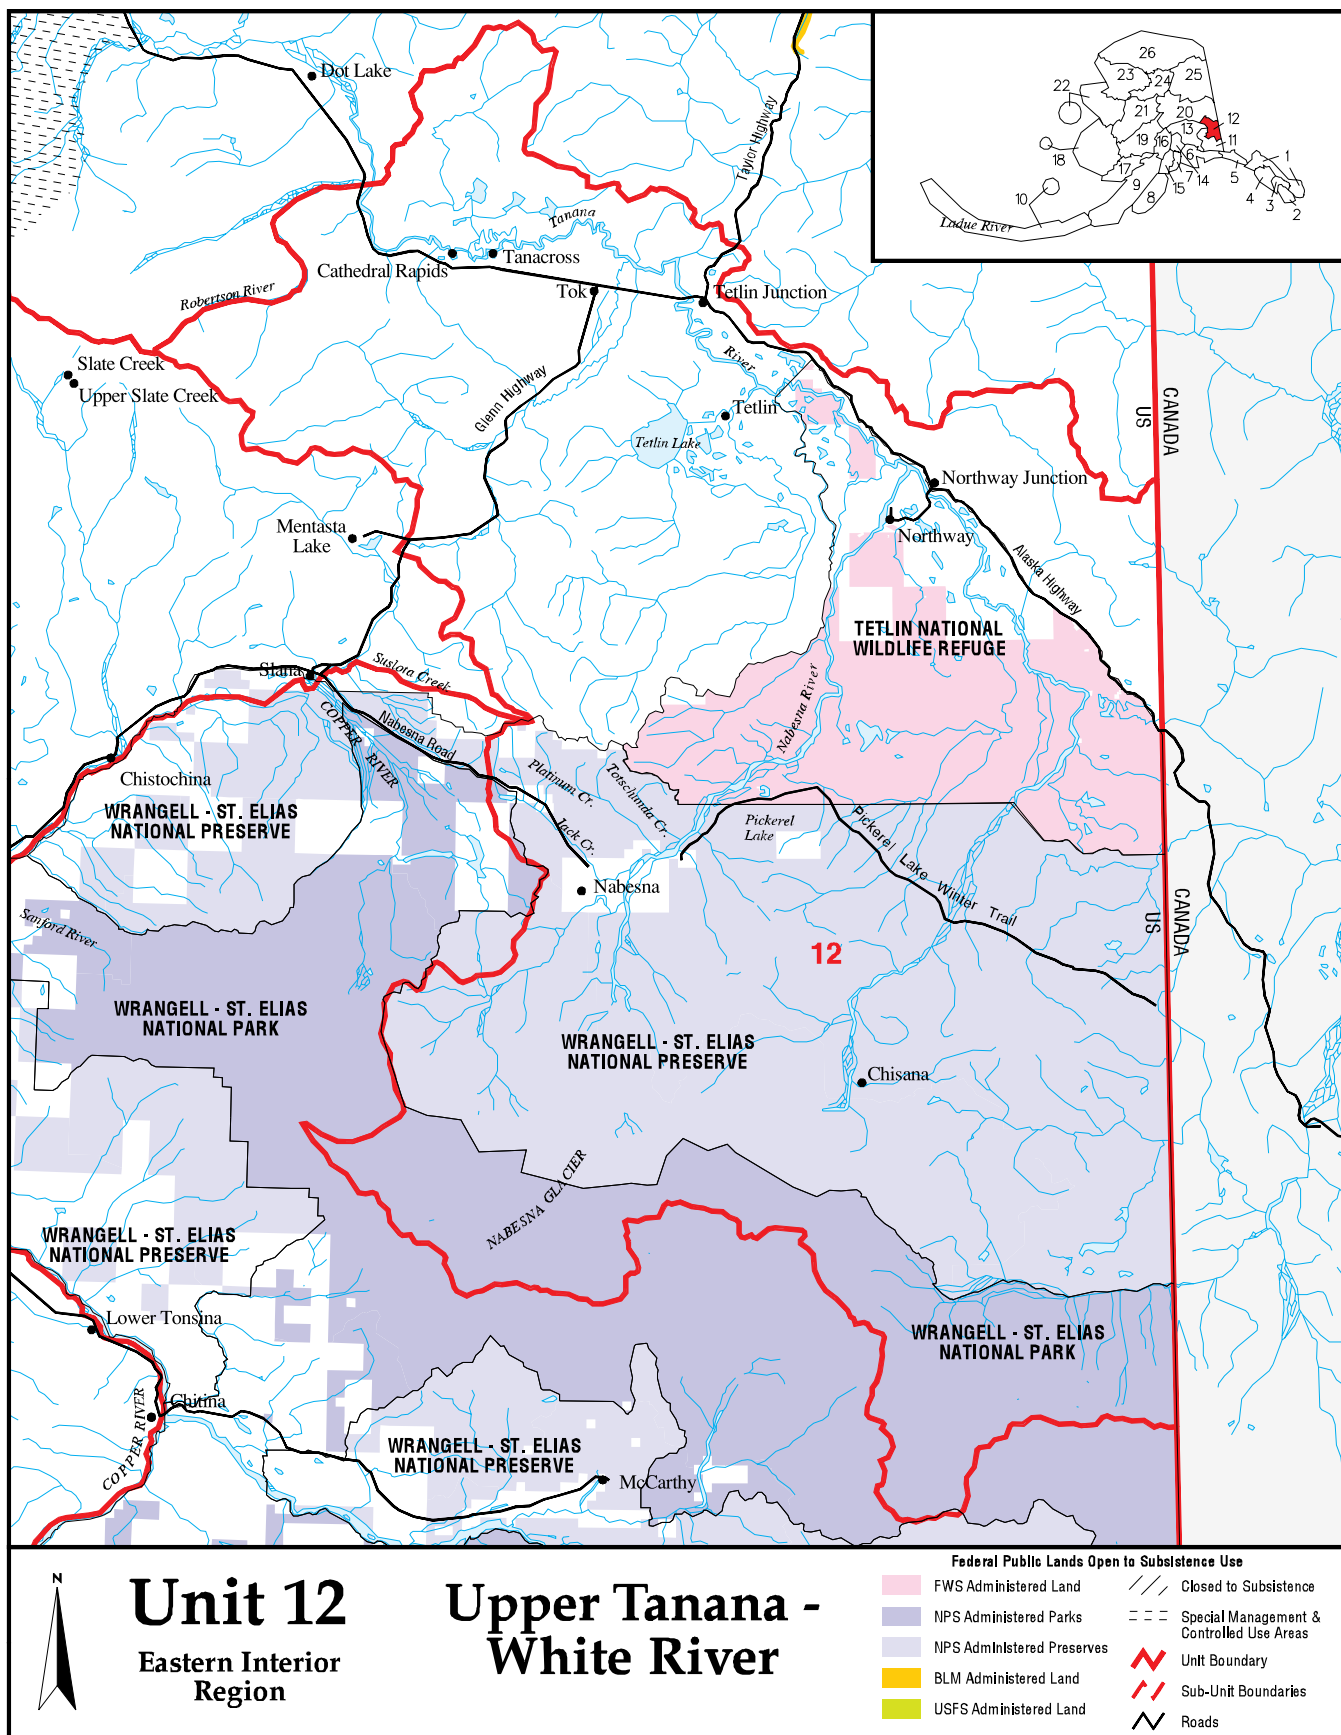 Dot Lake
Taylor Highway
Tanana
Cathedral Rapids
Tanacross
Robertson River
Tok
Tetlin Junction
26
23
24
25
22
21
20
12
13
11
19
16
18
17
6
7
14
15
5
9
8
10
4
3
2
1
Ladue River
Slate Creek
Upper Slate Creek
Glenn Highway
River
Tetlin
Tetlin Lake
CANADA
US
Northway Junction
Mentasta
Lake
Northway
Alaska Highway
TETLIN NATIONAL
WILDLIFE REFUGE
Slana
Suslota Creek
Nabesna River
COPPER RIVER
Nabesna Road
Chistochina
Platinum Cr.
Totschunda Cr.
WRANGELL - ST. ELIAS
NATIONAL PRESERVE
Jack Cr.
Pickerel
Lake
Pickerel Lake Winter Trail
Nabesna
Sanford River
CANADA
US
12
WRANGELL - ST. ELIAS
NATIONAL PARK
WRANGELL - ST. ELIAS
NATIONAL PRESERVE
Chisana
NABESNA GLACIER
WRANGELL - ST. ELIAS
NATIONAL PRESERVE
Lower Tonsina
WRANGELL - ST. ELIAS
NATIONAL PARK
Chitina
COPPER RIVER
WRANGELL - ST. ELIAS
NATIONAL PRESERVE
McCarthy
N
Unit 12
Eastern Interior
Region
Upper Tanana -
White River
Federal Public Lands Open to Subsistence Use
FWS Administered Land
NPS Administered Parks
NPS Administered Preserves
BLM Administered Land
USFS Administered Land
Closed to Subsistence
Special Management &
Controlled Use Areas
Unit Boundary
Sub-Unit Boundaries
Roads